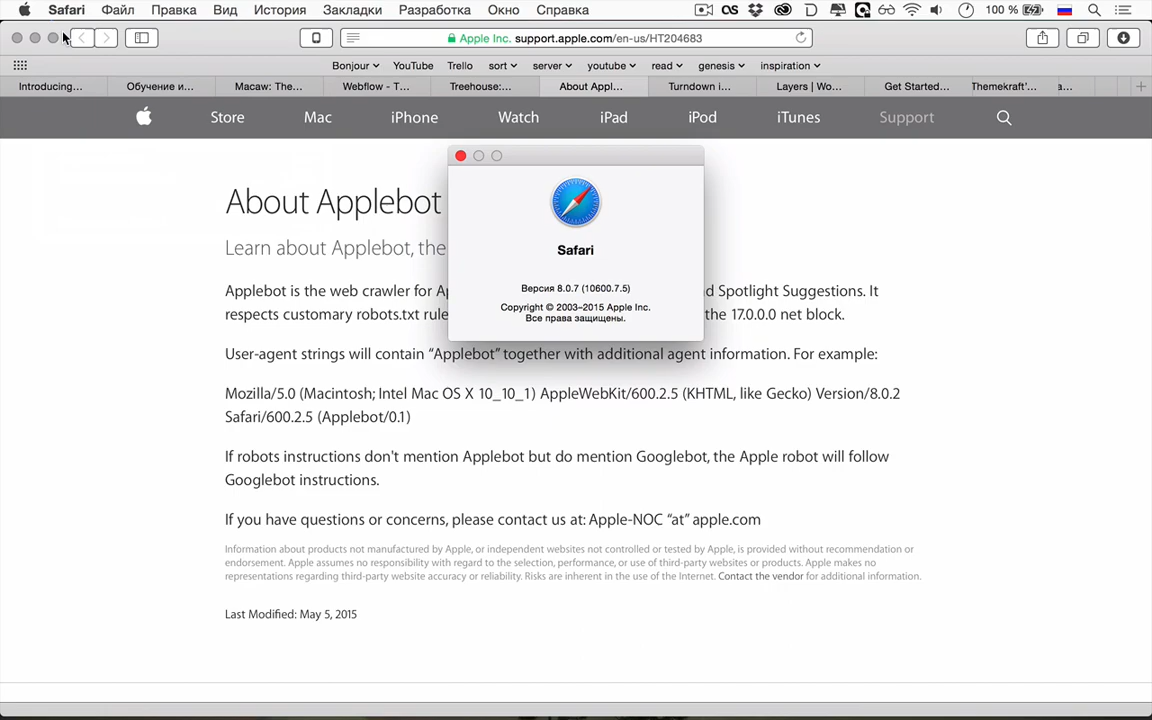 Safari Файл Правка Вид История Закладки Разработка Окно Справка 100 %
Apple Inc. support.apple.com/en-us/HT204683
Bonjour YouTube Trello sort server youtube read genesis inspiration
Introducing... Обучение и... Macaw: The... Webflow - T... Treehouse:... About Appl... Turndown i... Layers | Wo... Get Started... Themekraft'... a...
Store Mac iPhone Watch iPad iPod iTunes Support
About Applebot
Learn about Applebot, the
Safari
Версия 8.0.7 (10600.7.5)
Copyright © 2003–2015 Apple Inc.
Все права защищены.
Applebot is the web crawler for Ap d Spotlight Suggestions. It
respects customary robots.txt rule the 17.0.0.0 net block.
User-agent strings will contain “Applebot” together with additional agent information. For example:
Mozilla/5.0 (Macintosh; Intel Mac OS X 10_10_1) AppleWebKit/600.2.5 (KHTML, like Gecko) Version/8.0.2
Safari/600.2.5 (Applebot/0.1)
If robots instructions don't mention Applebot but do mention Googlebot, the Apple robot will follow
Googlebot instructions.
If you have questions or concerns, please contact us at: Apple-NOC “at” apple.com
Information about products not manufactured by Apple, or independent websites not controlled or tested by Apple, is provided without recommendation or
endorsement. Apple assumes no responsibility with regard to the selection, performance, or use of third-party websites or products. Apple makes no
representations regarding third-party website accuracy or reliability. Risks are inherent in the use of the Internet. Contact the vendor for additional information.
Last Modified: May 5, 2015